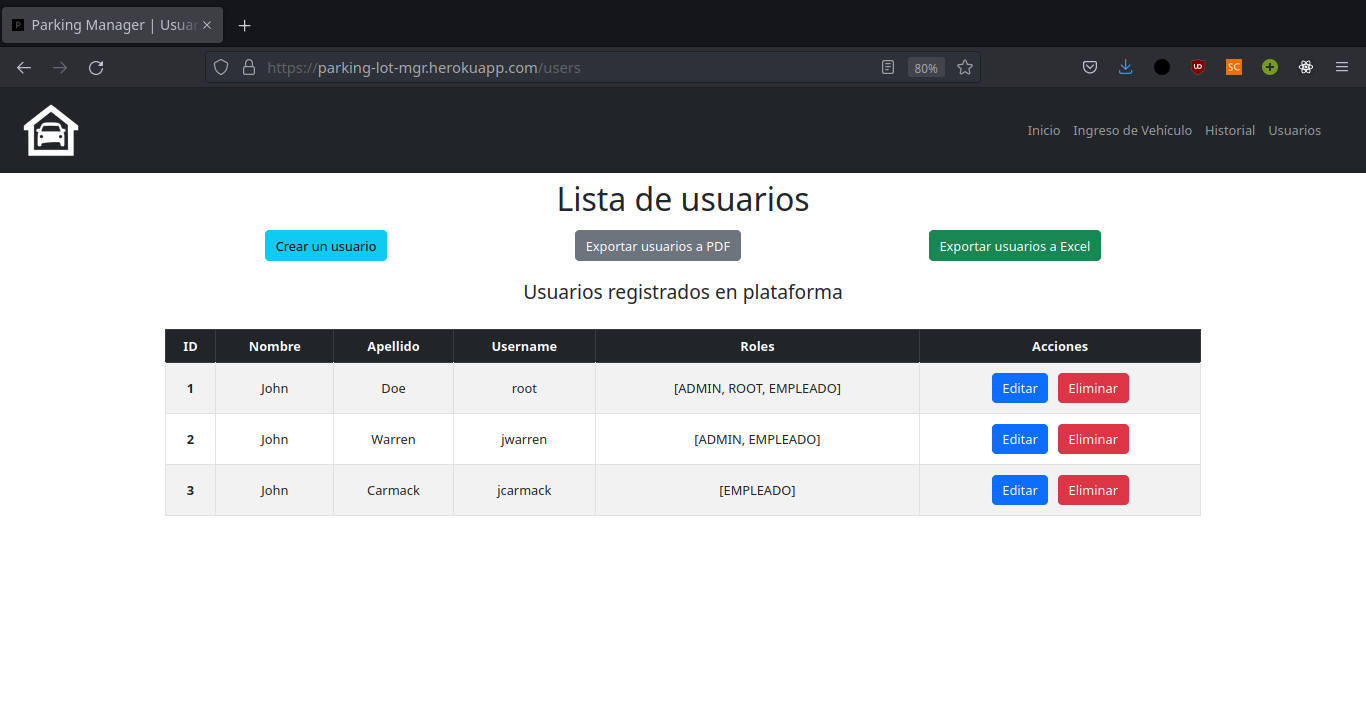 Parking Manager | Usuar
https://parking-lot-mgr.herokuapp.com/users
80%
SC
Inicio Ingreso de Vehículo Historial Usuarios
Lista de usuarios
Crear un usuario Exportar usuarios a PDF Exportar usuarios a Excel
Usuarios registrados en plataforma
ID Nombre Apellido Username Roles Acciones
1 John Doe root [ADMIN, ROOT, EMPLEADO] Editar Eliminar
2 John Warren jwarren [ADMIN, EMPLEADO] Editar Eliminar
3 John Carmack jcarmack [EMPLEADO] Editar Eliminar